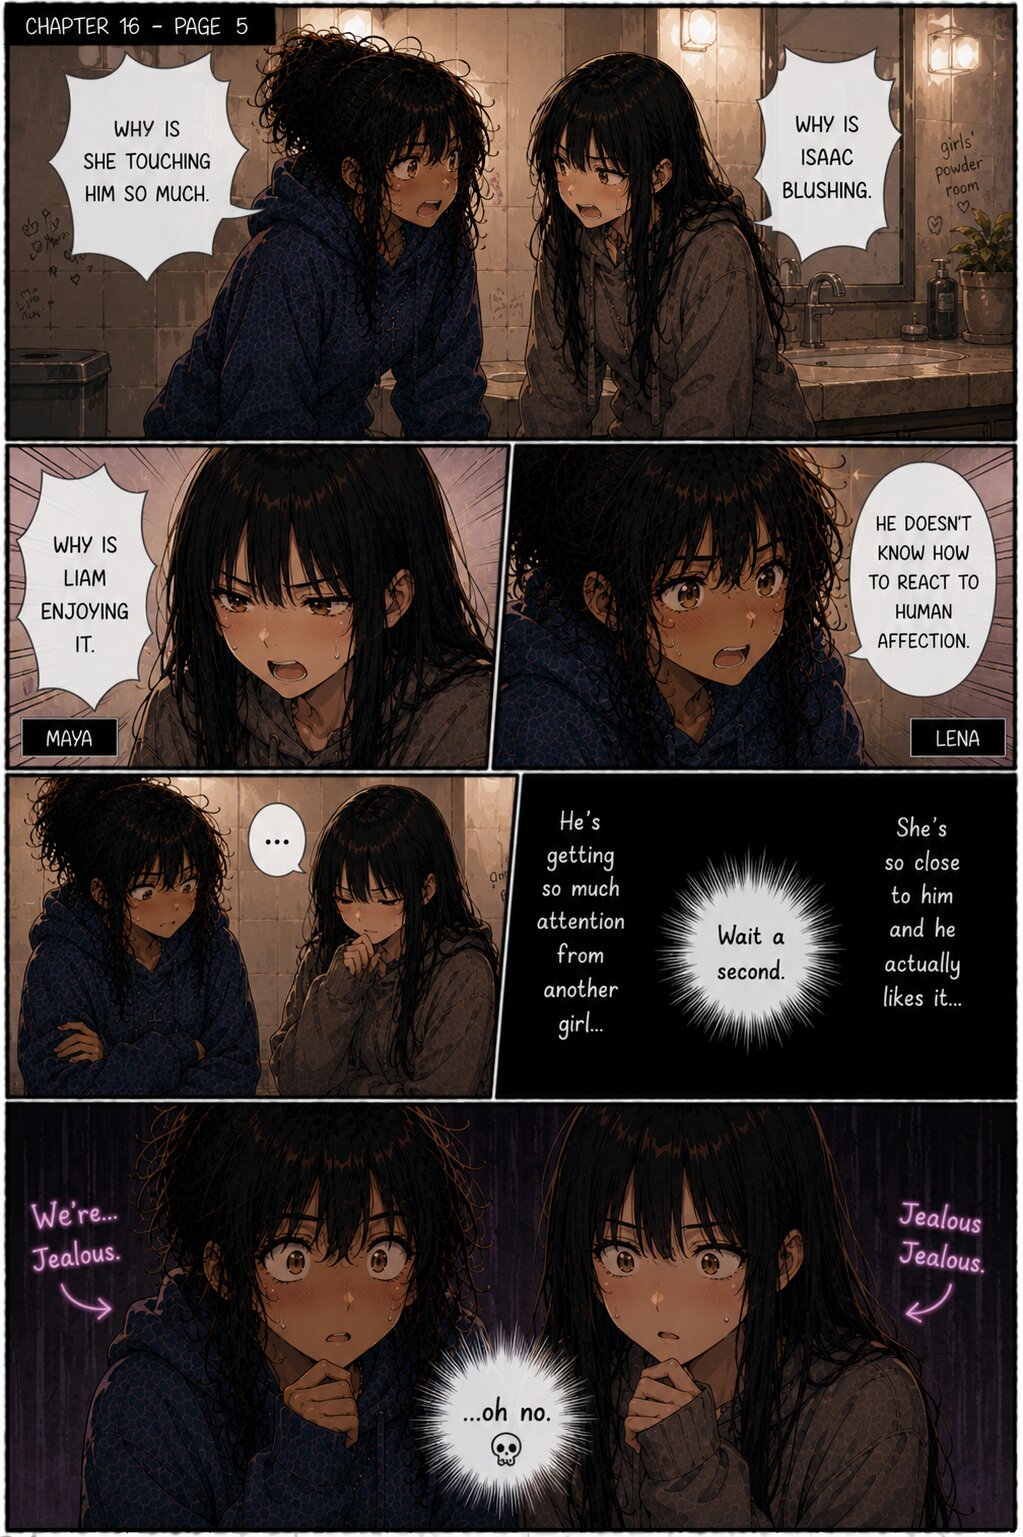 CHAPTER 16 - PAGE 5
WHY IS
SHE TOUCHING
HIM SO MUCH.
WHY IS
ISAAC
BLUSHING.
girls'
powder
room
WHY IS
LIAM
ENJOYING
IT.
MAYA
HE DOESN'T
KNOW HOW
TO REACT TO
HUMAN
AFFECTION.
LENA
...
He's
getting
so much
attention
from
another
girl...
Wait a
second.
She's
so close
to him
and he
actually
likes it...
We're...
Jealous.
Jealous
Jealous.
...oh no.